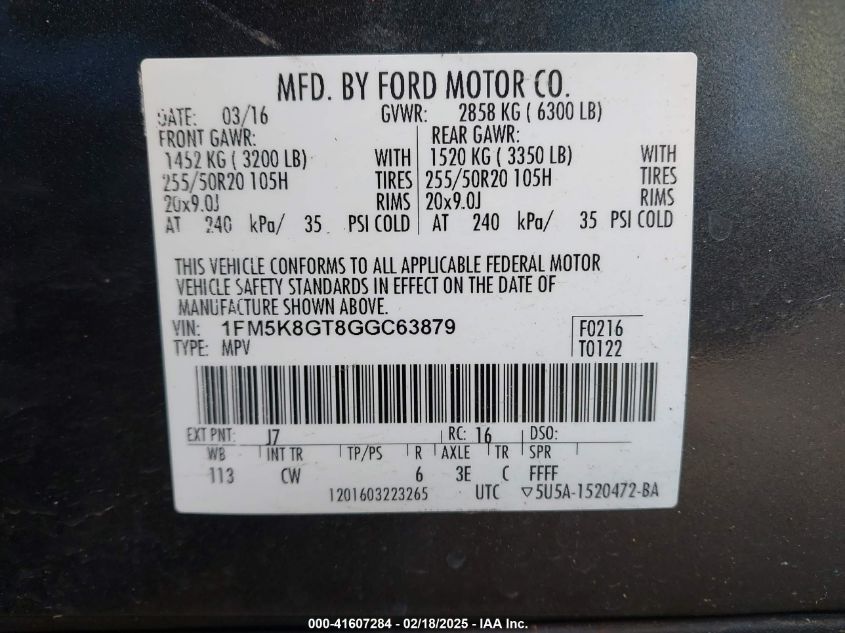 MFD. BY FORD MOTOR CO.
DATE: 03/16 GVWR: 2858 KG ( 6300 LB)
FRONT GAWR: REAR GAWR:
1452 KG ( 3200 LB) WITH 1520 KG ( 3350 LB) WITH
255/50R20 105H TIRES 255/50R20 105H TIRES
20x9.0J RIMS 20x9.0J RIMS
AT 240 kPa/ 35 PSI COLD AT 240 kPa/ 35 PSI COLD
THIS VEHICLE CONFORMS TO ALL APPLICABLE FEDERAL MOTOR
VEHICLE SAFETY STANDARDS IN EFFECT ON THE DATE OF
MANUFACTURE SHOWN ABOVE.
VIN: 1FM5K8GT8GGC63879 F0216
TYPE: MPV T0122
EXT PNT: J7 RC: 16 DSO:
WB INT TR TP/PS R AXLE TR SPR
113 CW 6 3E C FFFF
1201603223265 UTC ▽5U5A-1520472-BA
000-41607284 - 02/18/2025 - IAA Inc.